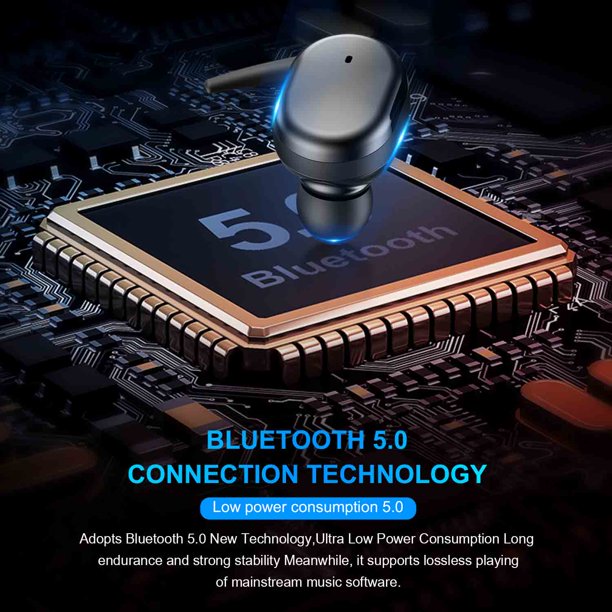 5.0
Bluetooth
BLUETOOTH 5.0
CONNECTION TECHNOLOGY
Low power consumption 5.0
Adopts Bluetooth 5.0 New Technology,Ultra Low Power Consumption Long
endurance and strong stability Meanwhile, it supports lossless playing
of mainstream music software.